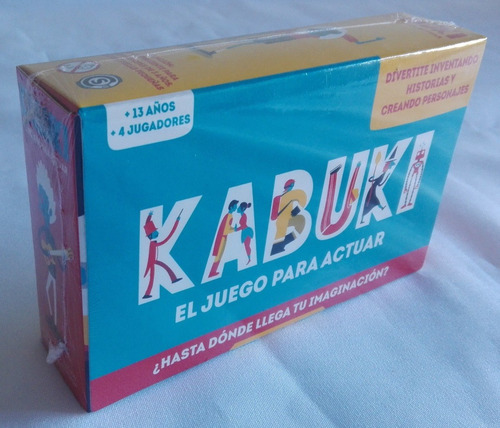 + 13 AÑOS
+ 4 JUGADORES
DIVERTITE INVENTANDO
HISTORIAS Y
CREANDO PERSONAJES
KABUKI
EL JUEGO PARA ACTUAR
¿HASTA DÓNDE LLEGA TU IMAGINACIÓN?